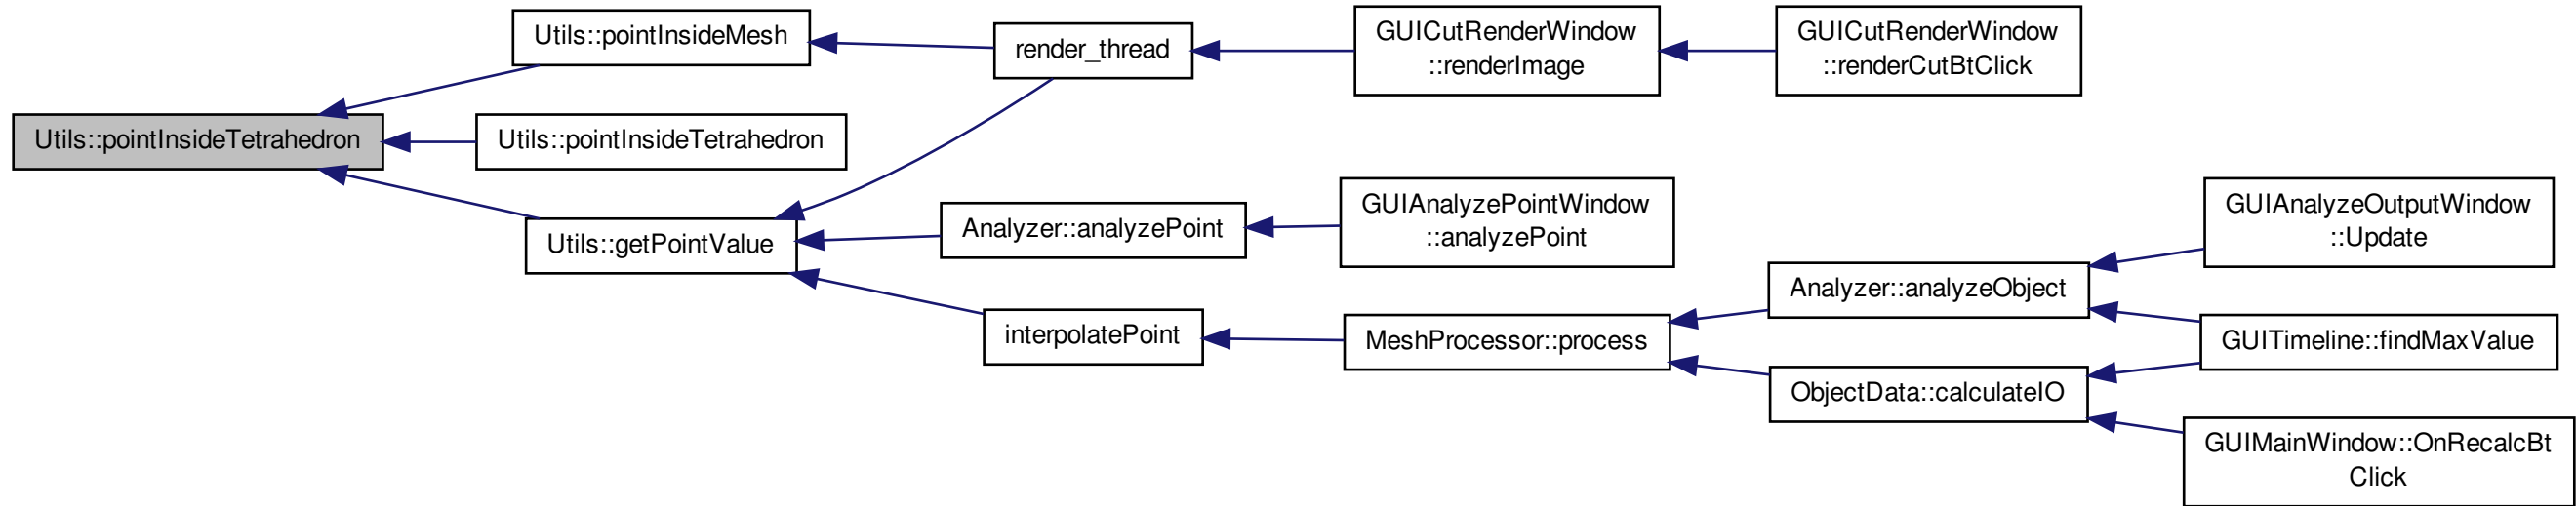 Utils::pointInsideTetrahedron
Utils::pointInsideMesh
Utils::pointInsideTetrahedron
Utils::getPointValue
render_thread
Analyzer::analyzePoint
interpolatePoint
GUICutRenderWindow
::renderImage
GUIAnalyzePointWindow
::analyzePoint
MeshProcessor::process
GUICutRenderWindow
::renderCutBtClick
Analyzer::analyzeObject
ObjectData::calculateIO
GUIAnalyzeOutputWindow
::Update
GUITimeline::findMaxValue
GUIMainWindow::OnRecalcBt
Click